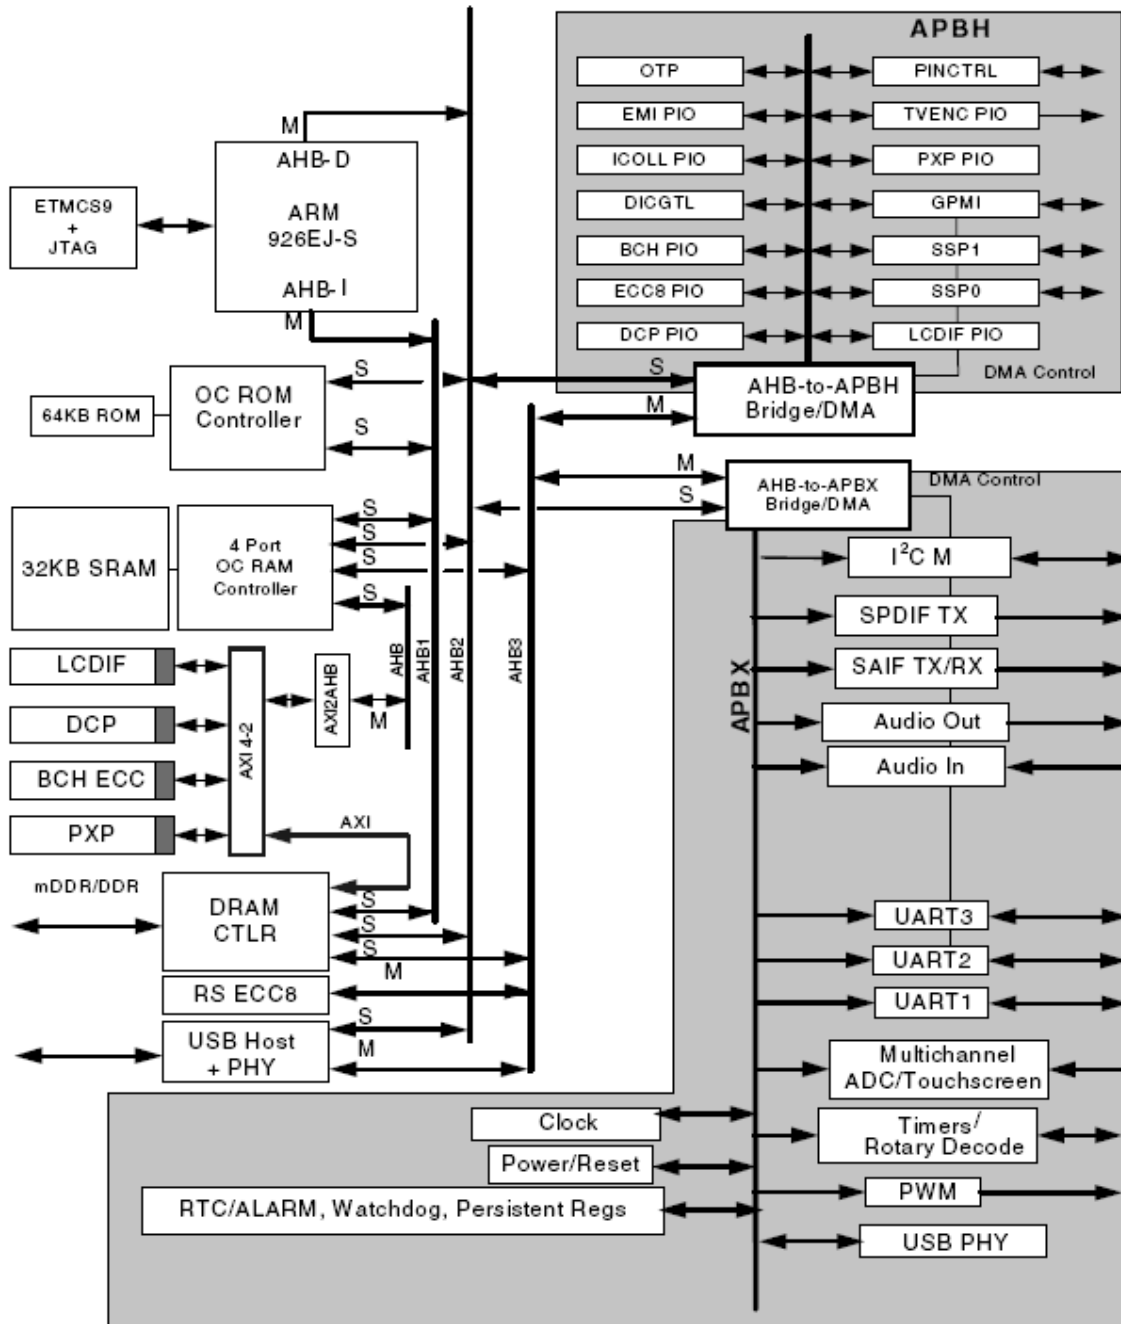 APBH
OTP
PINCTRL
EMI PIO
TVENC PIO
ICOLL PIO
PXP PIO
DICGTL
GPMI
BCH PIO
SSP1
ECC8 PIO
SSP0
DCP PIO
LCDIF PIO
DMA Control
AHB-to-APBH
Bridge/DMA
M
AHB-D
ARM
926EJ-S
AHB-I
M
ETMCS9
+
JTAG
S
S
M
OC ROM
Controller
64KB ROM
S
M
S
AHB-to-APBX
Bridge/DMA
DMA Control
32KB SRAM
4 Port
OC RAM
Controller
S
S
S
S
AHB
AHB1
AHB2
AHB3
LCDIF
DCP
BCH ECC
PXP
AXI 4-2
AXI2AHB
M
AXI
mDDR/DDR
DRAM
CTLR
S
S
S
M
RS ECC8
USB Host
+ PHY
S
M
APBX
I²C M
SPDIF TX
SAIF TX/RX
Audio Out
Audio In
UART3
UART2
UART1
Multichannel
ADC/Touchscreen
Clock
Timers/
Rotary Decode
Power/Reset
PWM
RTC/ALARM, Watchdog, Persistent Regs
USB PHY